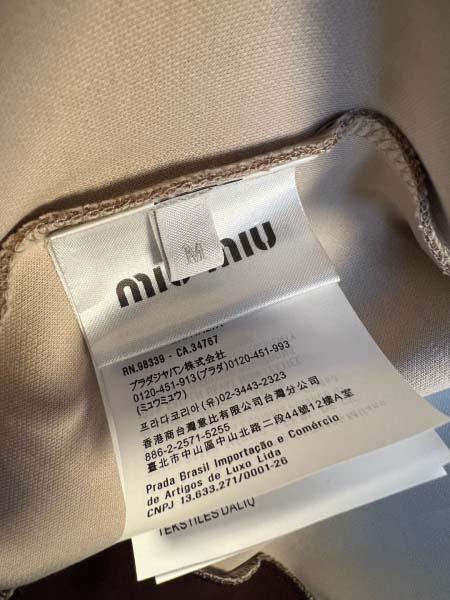 M
miu miu
RN.98339 - CA.34767
プラダジャパン株式会社
0120-451-913(プラダ) 0120-451-993
(ミュウミュウ)
프라다코리아(유) 02-3443-2323
香港商台灣意比有限公司台灣分公司
886-2-2571-5255
臺北市中山區中山北路二段44號12樓A室
Prada Brasil Importação e Comércio
de Artigos de Luxo Ltda
CNPJ 13.633.271/0001-26